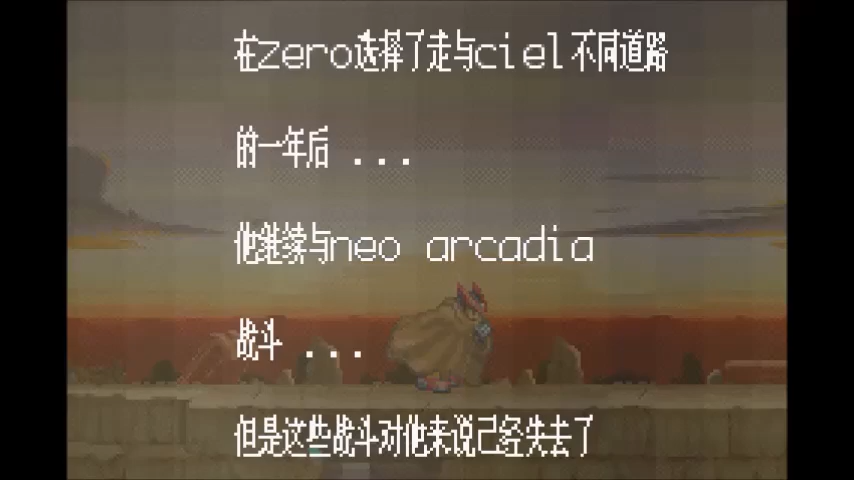 在zero选择了走与ciel不同道路
的一年后 ...
他继续与neo arcadia
战斗 ...
但是这些战斗对他来说已经失去了